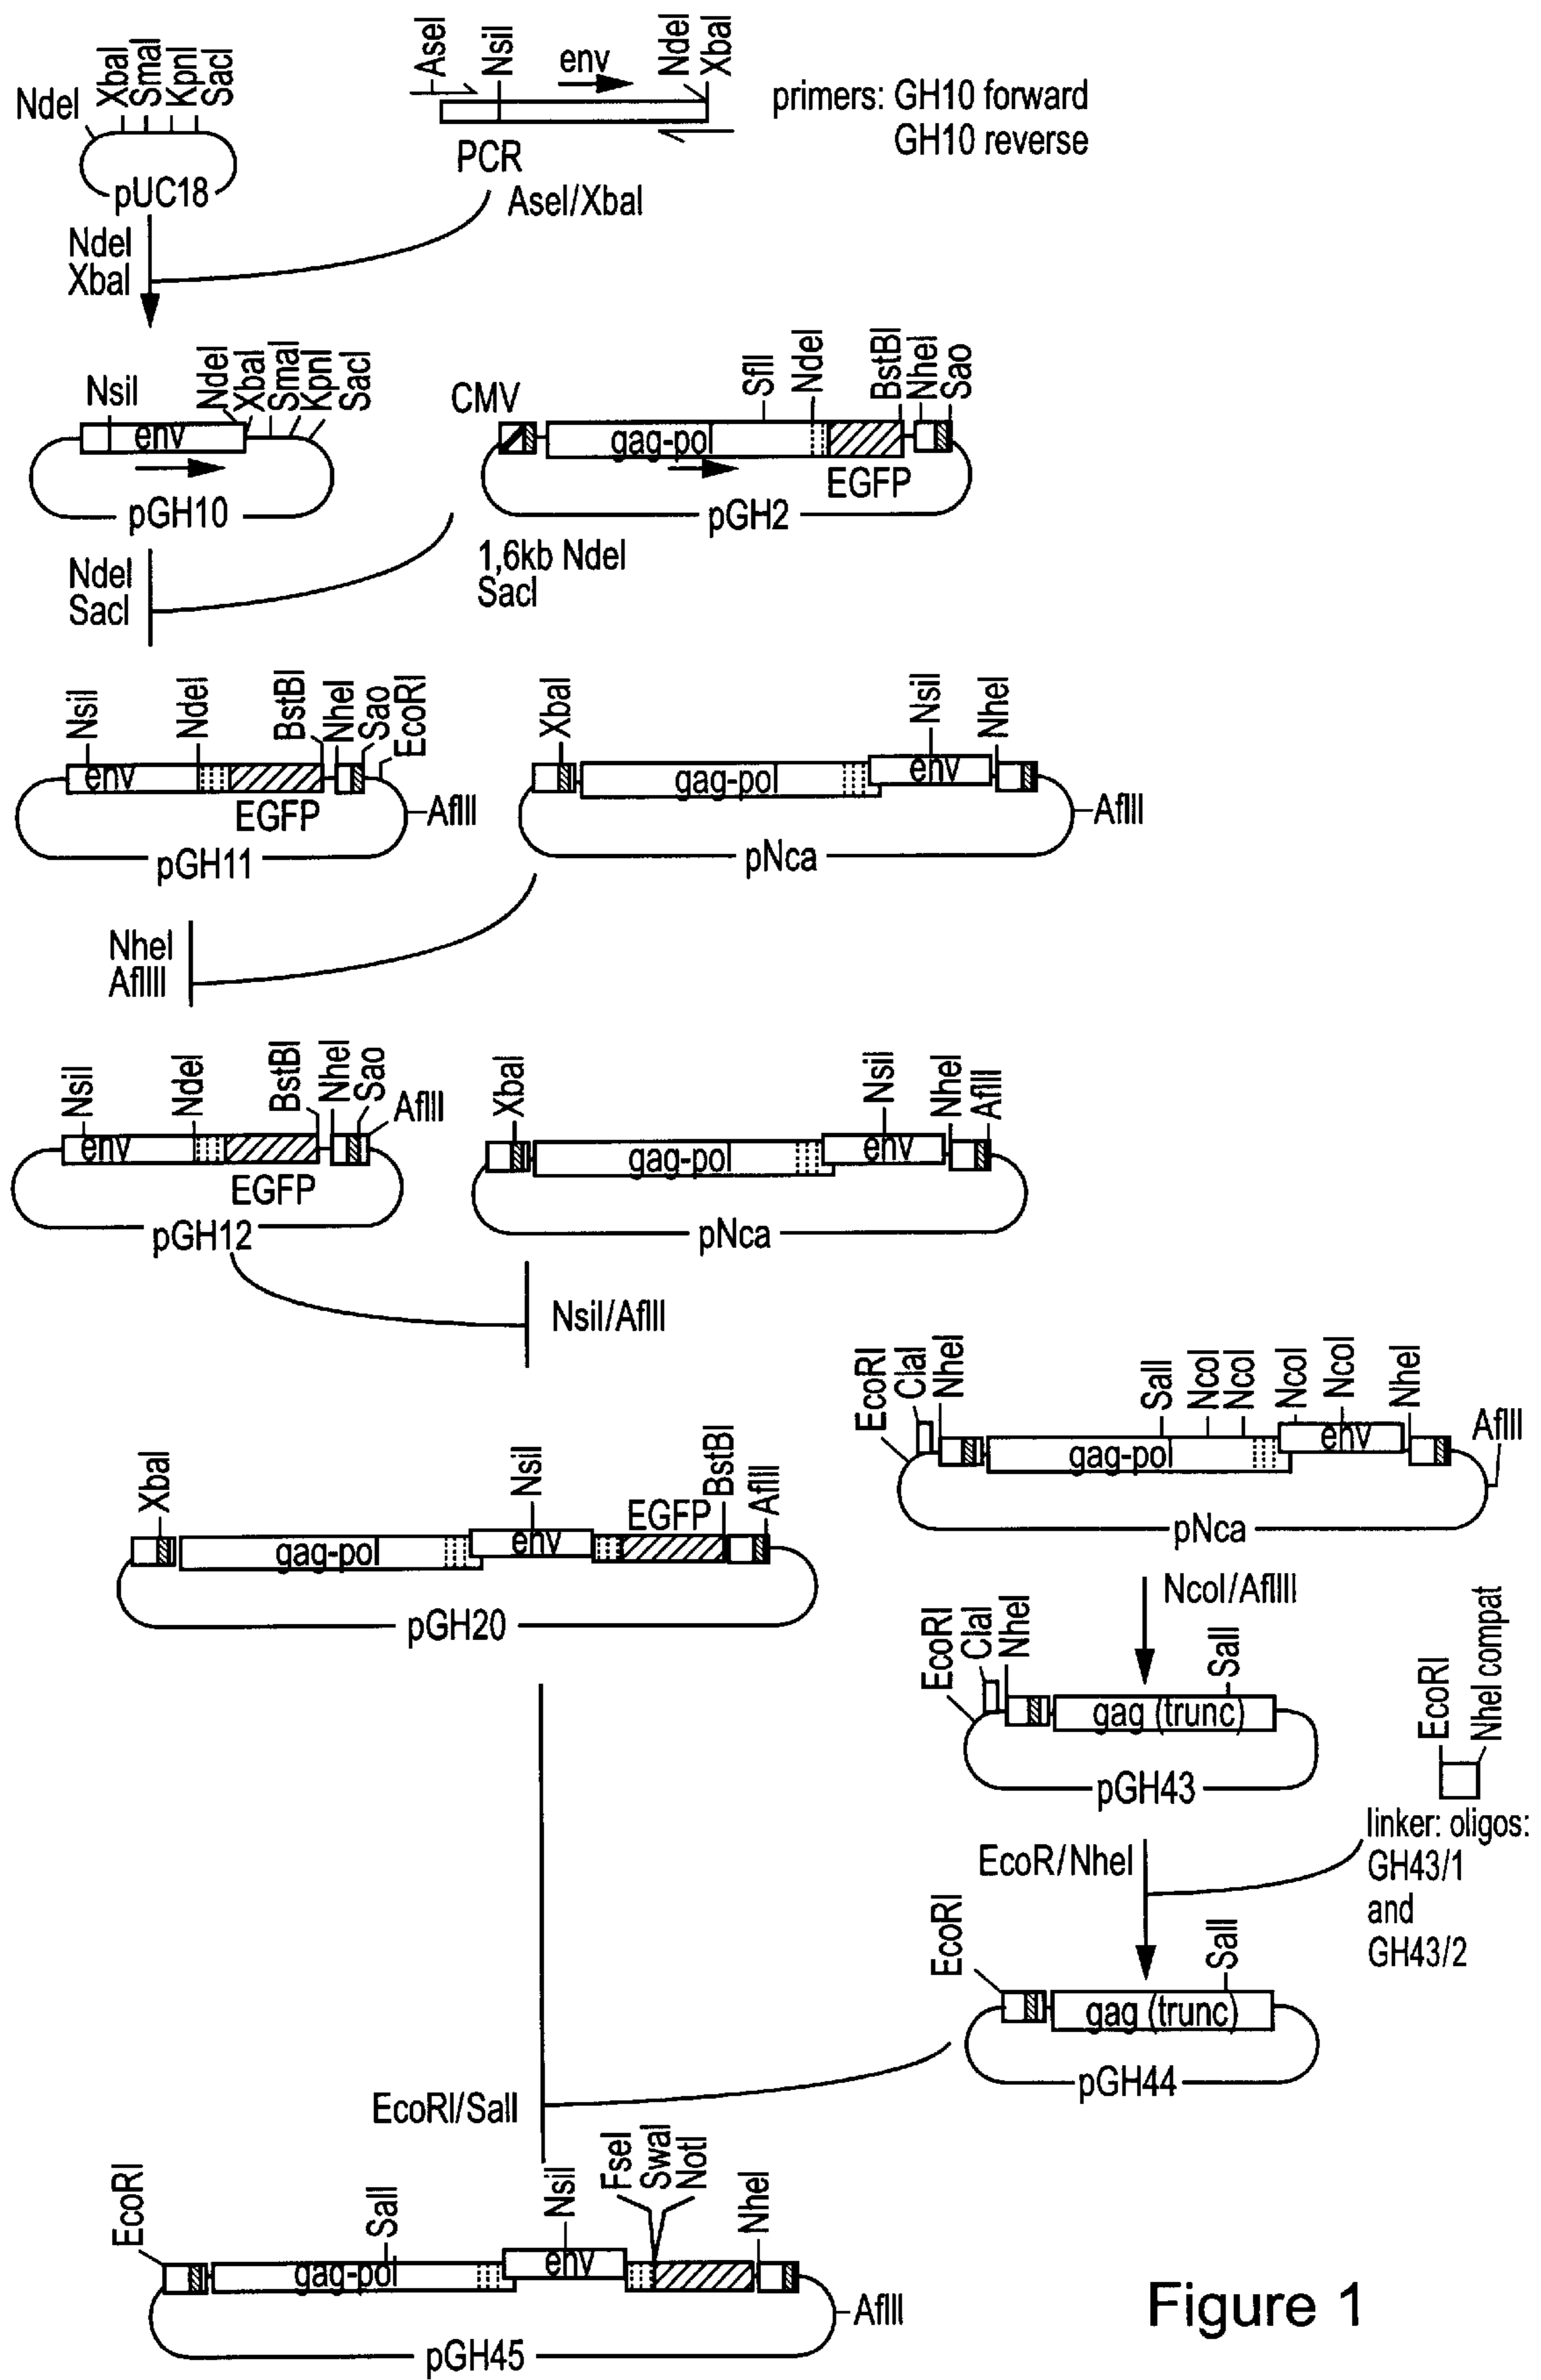 NdeI
XbaI
SmaI
KpnI
SacI
pUC18
AseI
NsiI
env
NdeI
XbaI
PCR
primers: GH10 forward
GH10 reverse
AseI/XbaI
NdeI
XbaI
NsiI
NdeI
XbaI
SmaI
KpnI
SacI
env
pGH10
CMV
SfiI
NdeI
BstBI
NheI
Sao
gag-pol
EGFP
pGH2
NdeI
SacI
1,6kb NdeI
SacI
NsiI
NdeI
BstBI
NheI
Sao
EcoRI
env
EGFP
AflII
pGH11
XbaI
NsiI
NheI
gag-pol
env
AflII
pNca
NheI
AflIII
NsiI
NdeI
BstBI
NheI
Sao
AflII
env
EGFP
pGH12
XbaI
NsiI
NheI
AflII
gag-pol
env
pNca
NsiI/AflII
XbaI
NsiI
EGFP
BstBI
AflII
gag-pol
env
pGH20
EcoRI
ClaI
NheI
SalI
NcoI
NcoI
NcoI
NcoI
NheI
AflII
gag-pol
env
pNca
NcoI/AflIII
EcoRI
ClaI
NheI
SalI
gag (trunc)
pGH43
EcoRI
NheI compat
linker: oligos:
GH43/1
and
GH43/2
EcoR/NheI
EcoRI
SalI
gag (trunc)
pGH44
EcoRI/SalI
EcoRI
SalI
NsiI
FseI
SwaI
NotI
NheI
gag-pol
env
AflII
pGH45
Figure 1